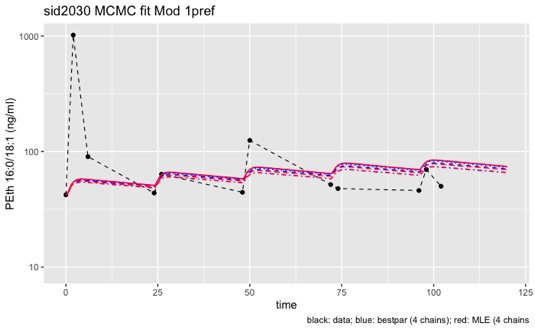 sid2030 MCMC fit Mod 1pref
PEth 16:0/18:1 (ng/ml)
1000
100
10
0
25
50
75
100
125
time
black: data; blue: bestpar (4 chains); red: MLE (4 chains